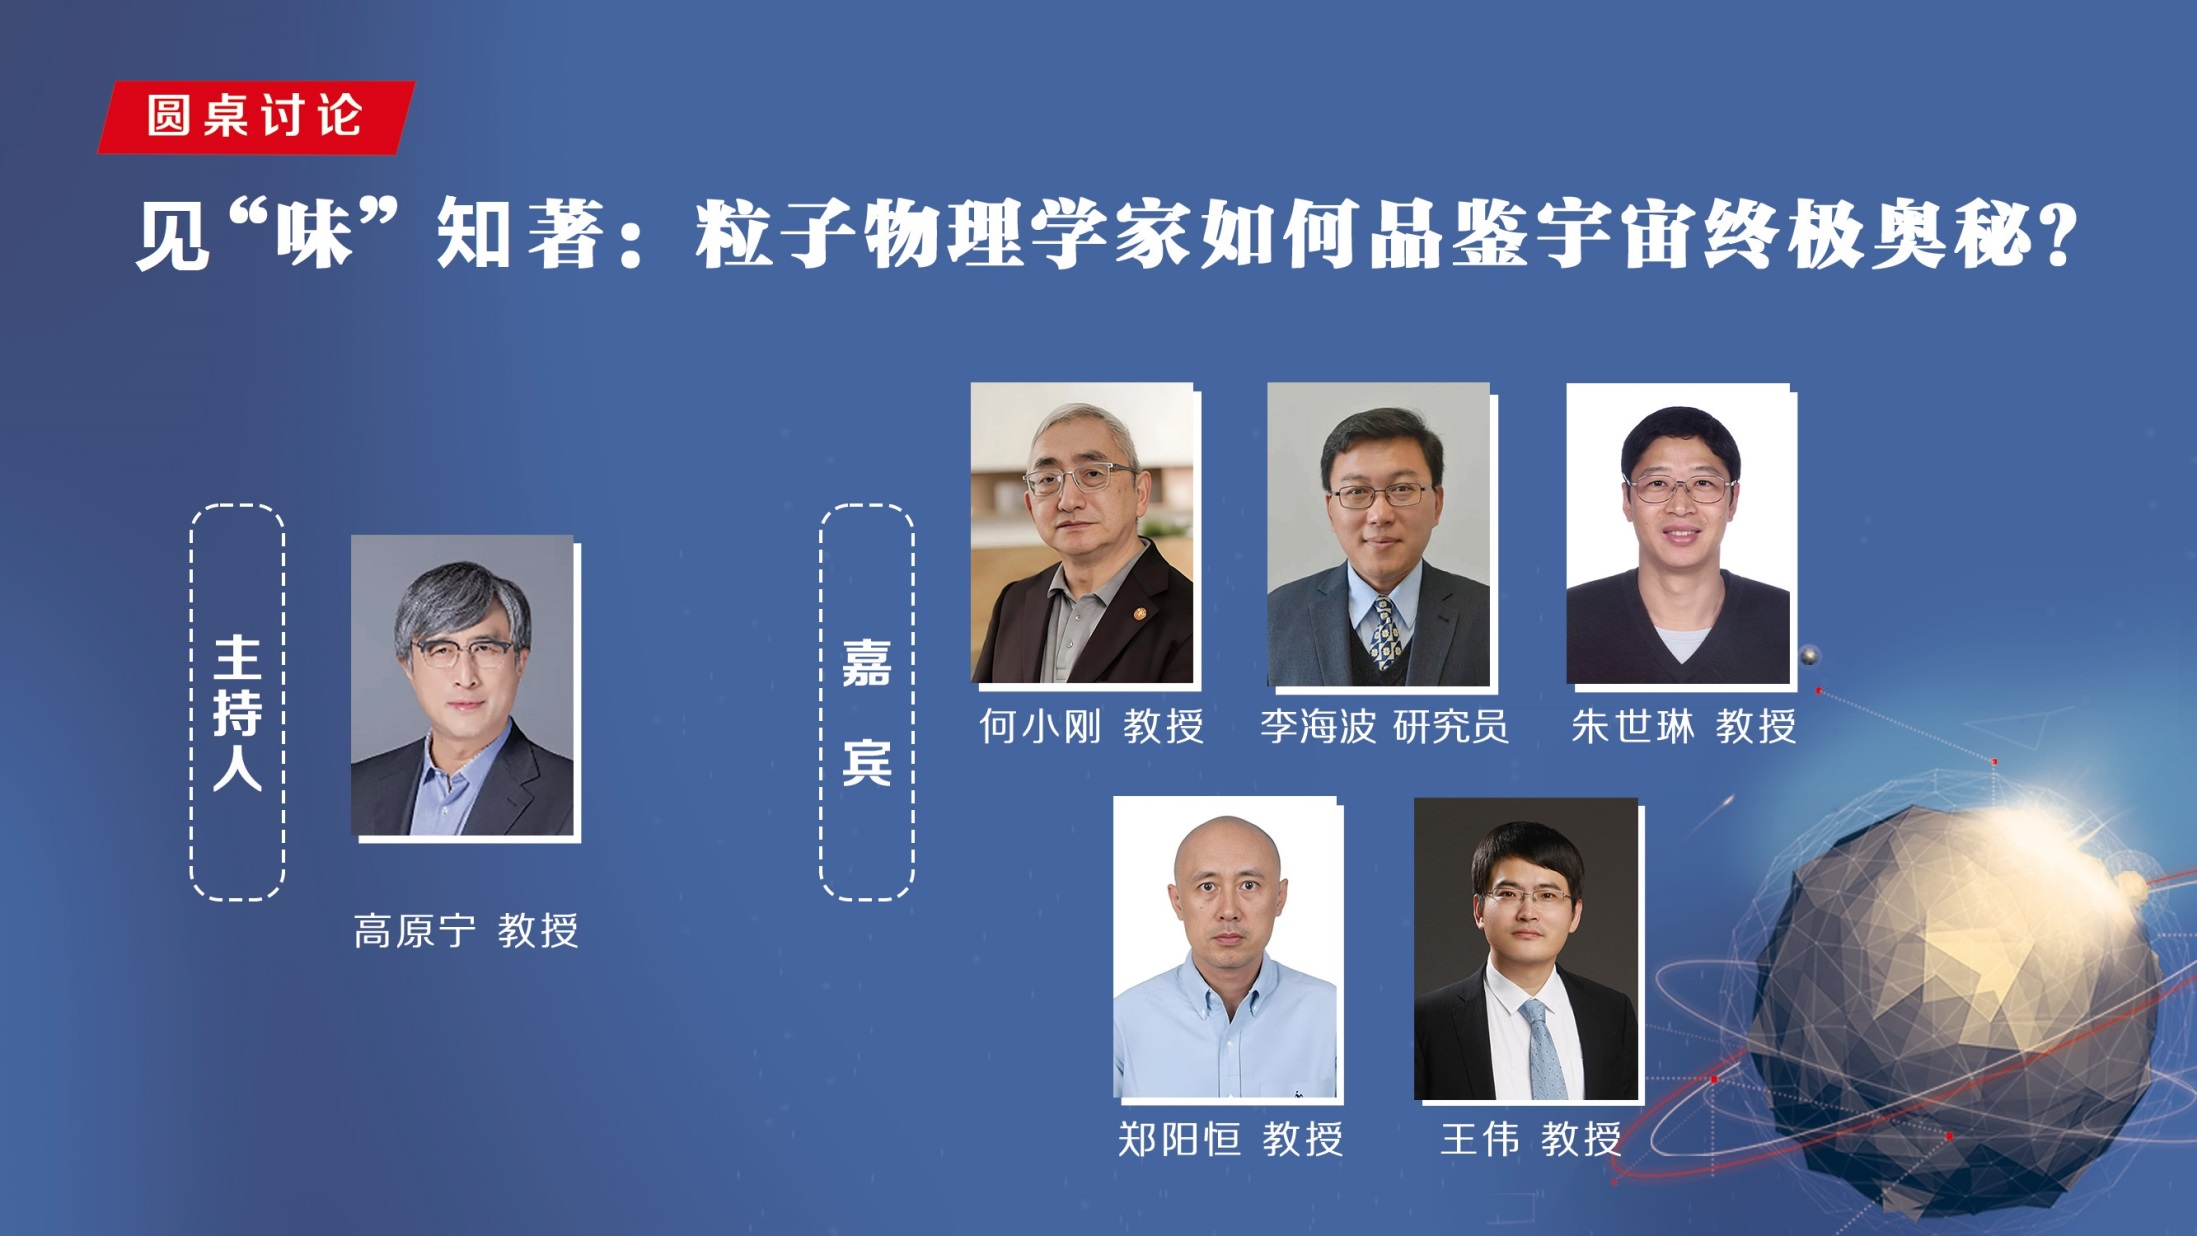 圆桌讨论
见“味”知著：粒子物理学家如何品鉴宇宙终极奥秘？
主持人
高原宁 教授
嘉宾
何小刚 教授
李海波 研究员
朱世琳 教授
郑阳恒 教授
王伟 教授